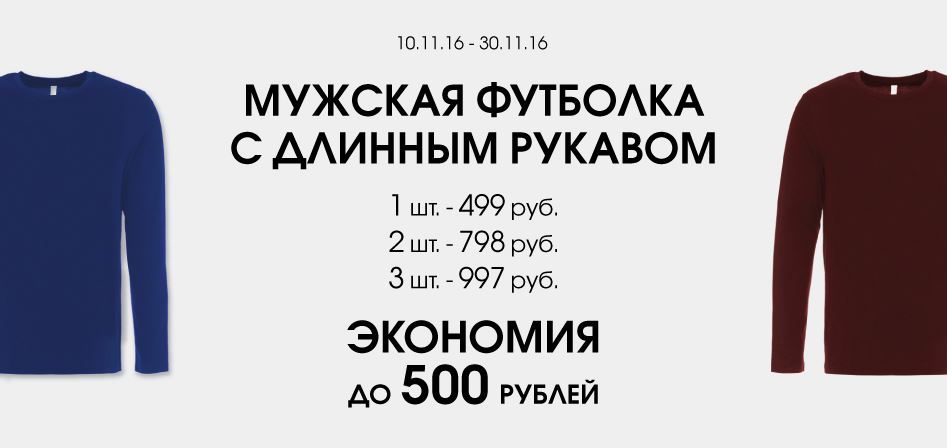 10.11.16 - 30.11.16
МУЖСКАЯ ФУТБОЛКА
С ДЛИННЫМ РУКАВОМ
1 шт. - 499 руб.
2 шт. - 798 руб.
3 шт. - 997 руб.
ЭКОНОМИЯ
ДО 500 РУБЛЕЙ